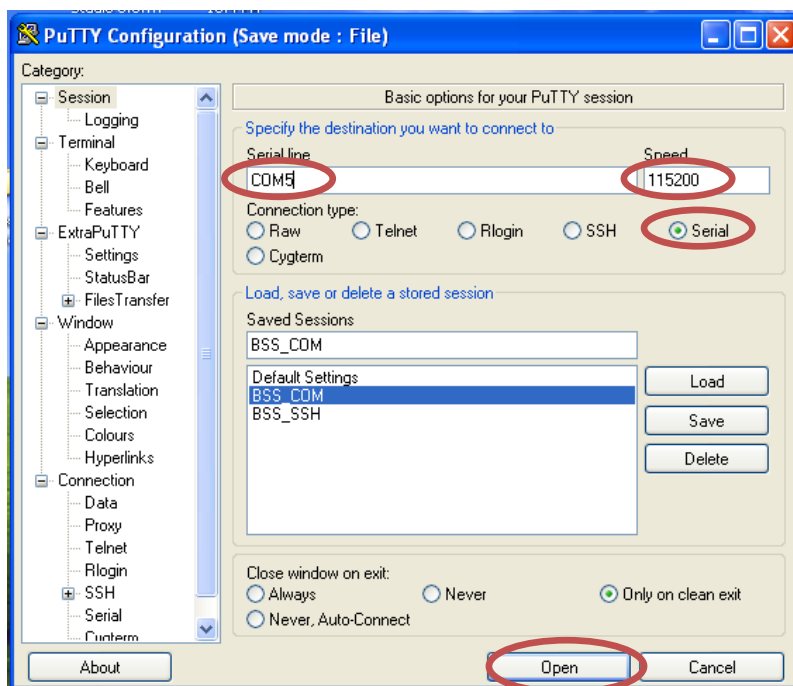 PuTTY Configuration (Save mode : File)
Category:
Session
Logging
Terminal
Keyboard
Bell
Features
ExtraPuTTY
Settings
StatusBar
FilesTransfer
Window
Appearance
Behaviour
Translation
Selection
Colours
Hyperlinks
Connection
Data
Proxy
Telnet
Rlogin
SSH
Serial
Cygterm
Basic options for your PuTTY session
Specify the destination you want to connect to
Serial line Speed
COM5 115200
Connection type:
Raw Telnet Rlogin SSH Serial
Cygterm
Load, save or delete a stored session
Saved Sessions
BSS_COM
Default Settings
BSS_COM
BSS_SSH
Load
Save
Delete
Close window on exit:
Always Never Only on clean exit
Never, Auto-Connect
About Open Cancel